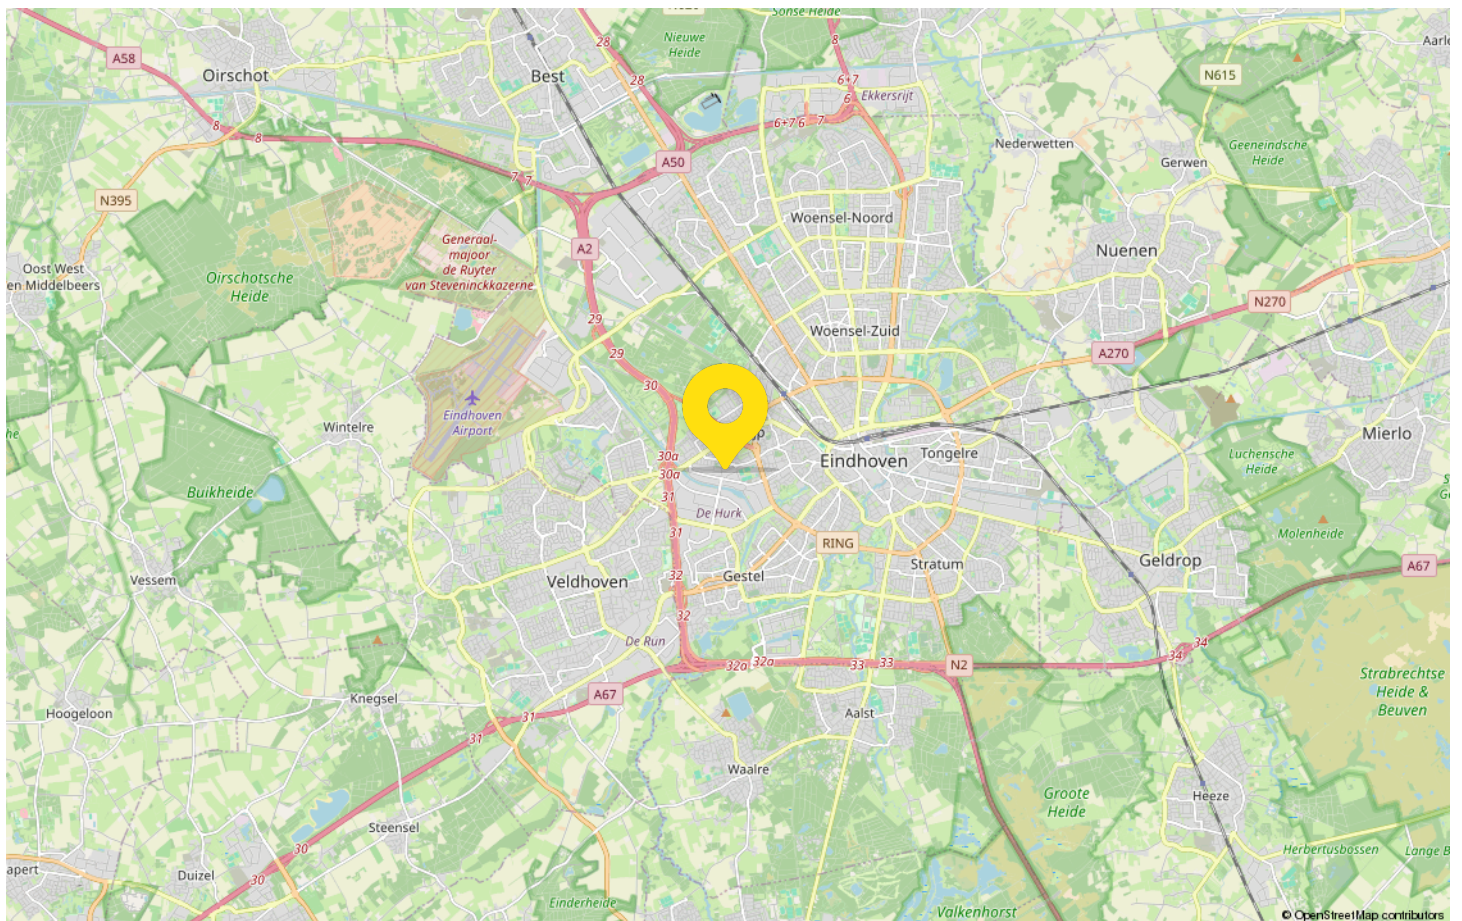 Sonse Heide
28
Nieuwe
Heide
8
Aarle
A58
Oirschot
Best
28
6+7
N615
6
Ekkersrijt
8
8
6+7 6
7
Nederwetten
Geeneindsche
Heide
A50
Gerwen
7
7
N395
Woensel-Noord
Generaal-
majoor
de Ruyter
van Steveninckkazerne
A2
Nuenen
Oost West
en Middelbeers
Oirschotsche
Heide
N270
29
Woensel-Zuid
29
A270
30
Eindhoven
Airport
Wintelre
he
Mierlo
30a
30a
Eindhoven
Tongelre
Luchensche
Heide
Buikheide
31
De Hurk
31
Molenheide
RING
Geldrop
Stratum
A67
Vessem
Veldhoven
32
Gestel
32
De Run
34
34
32a
32a
33
33
N2
Strabrechtse
Heide &
Beuven
A67
Knegsel
Hoogeloon
31
Aalst
31
Waalre
Groote
Heide
Heeze
Steensel
30
Herbertusbossen
Lange B
apert
Duizel
30
Einderheide
Valkenhorst
© OpenStreetMap contributors